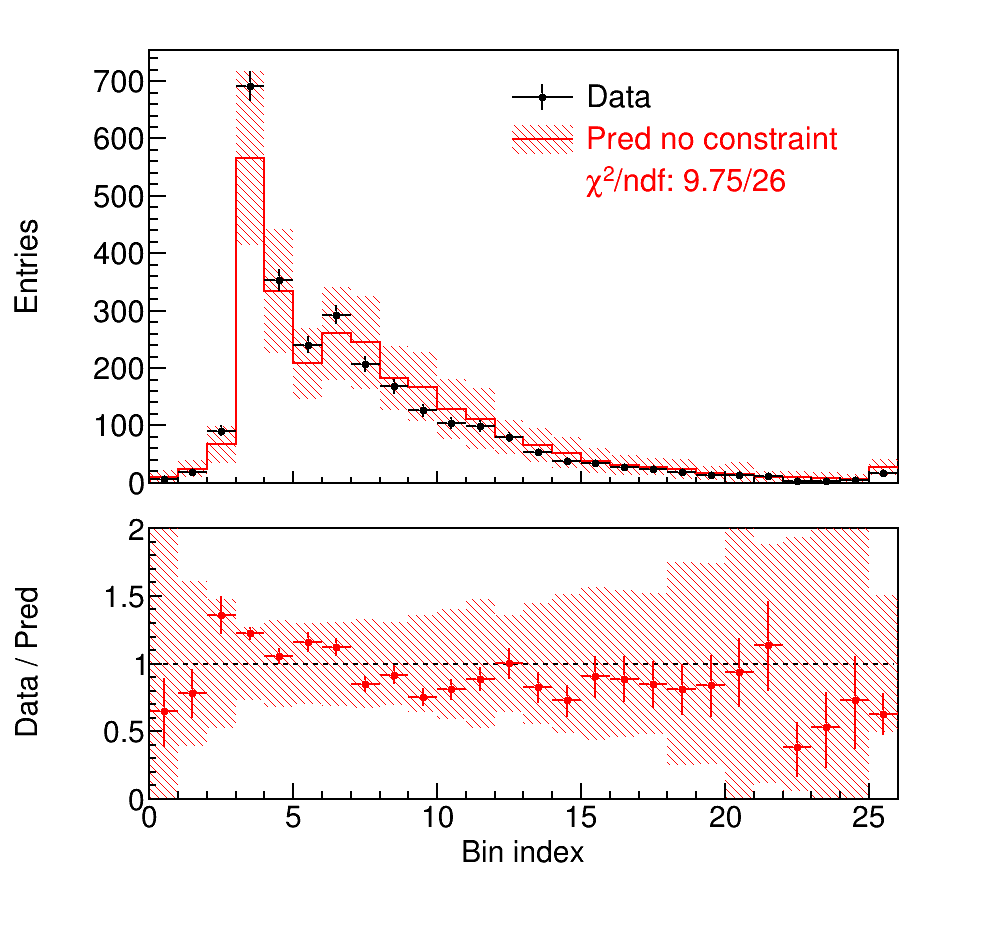 Entries
700
600
500
400
300
200
100
0
Data
Pred no constraint
χ²/ndf: 9.75/26
Data / Pred
2
1.5
1
0.5
0
0 5 10 15 20 25
Bin index